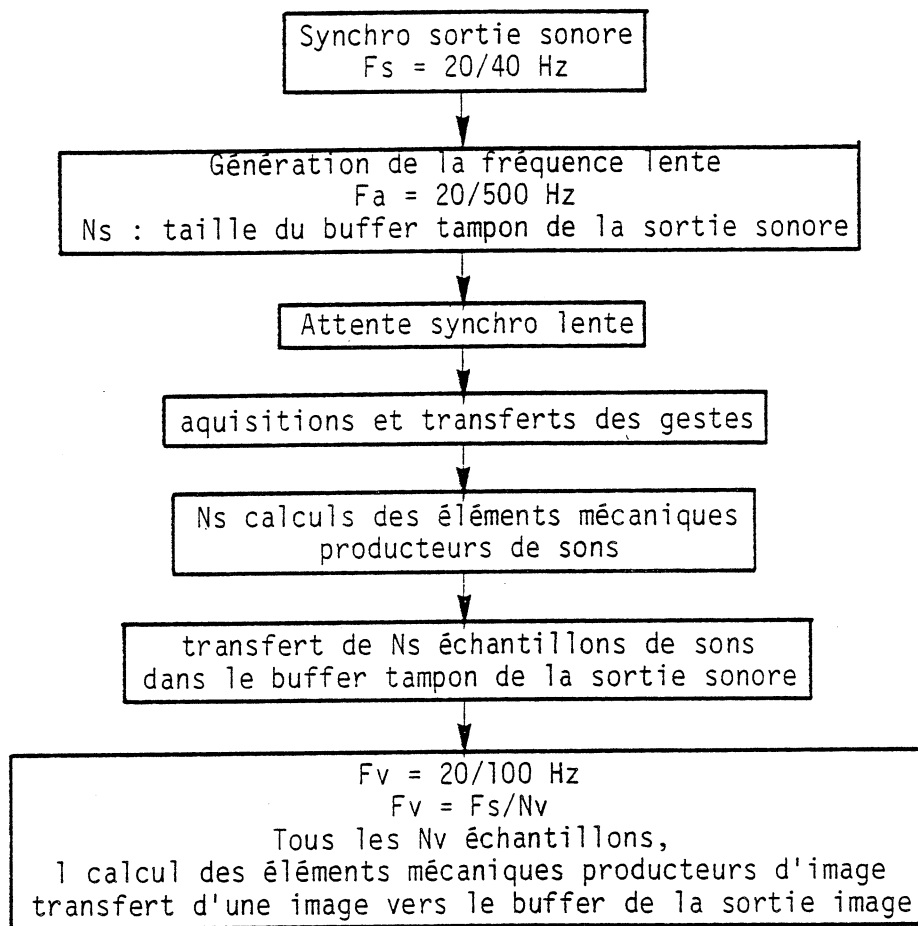 Synchro sortie sonore
Fs = 20/40 Hz
Génération de la fréquence lente
Fa = 20/500 Hz
Ns : taille du buffer tampon de la sortie sonore
Attente synchro lente
aquisitions et transferts des gestes
Ns calculs des éléments mécaniques
producteurs de sons
transfert de Ns échantillons de sons
dans le buffer tampon de la sortie sonore
Fv = 20/100 Hz
Fv = Fs/Nv
Tous les Nv échantillons,
1 calcul des éléments mécaniques producteurs d'image
transfert d'une image vers le buffer de la sortie image